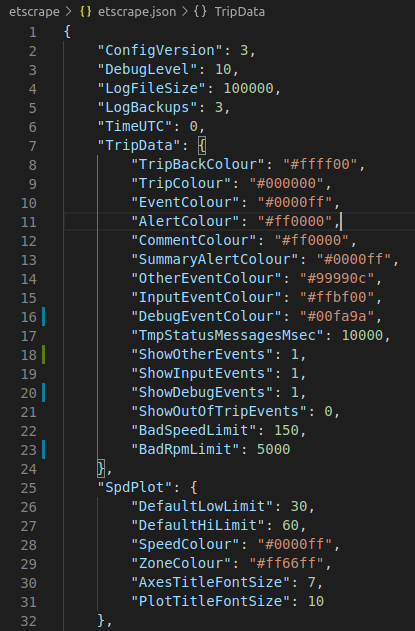 etscrape > etscrape.json > {} TripData
1 {
2 "ConfigVersion": 3,
3 "DebugLevel": 10,
4 "LogFileSize": 100000,
5 "LogBackups": 3,
6 "TimeUTC": 0,
7 "TripData": {
8 "TripBackColour": "#ffff00",
9 "TripColour": "#000000",
10 "EventColour": "#0000ff",
11 "AlertColour": "#ff0000",
12 "CommentColour": "#ff0000",
13 "SummaryAlertColour": "#0000ff",
14 "OtherEventColour": "#99990c",
15 "InputEventColour": "#ffbf00",
16 "DebugEventColour": "#00fa9a",
17 "TmpStatusMessagesMsec": 10000,
18 "ShowOtherEvents": 1,
19 "ShowInputEvents": 1,
20 "ShowDebugEvents": 1,
21 "ShowOutOfTripEvents": 0,
22 "BadSpeedLimit": 150,
23 "BadRpmLimit": 5000
24 },
25 "SpdPlot": {
26 "DefaultLowLimit": 30,
27 "DefaultHiLimit": 60,
28 "SpeedColour": "#0000ff",
29 "ZoneColour": "#ff66ff",
30 "AxesTitleFontSize": 7,
31 "PlotTitleFontSize": 10
32 },